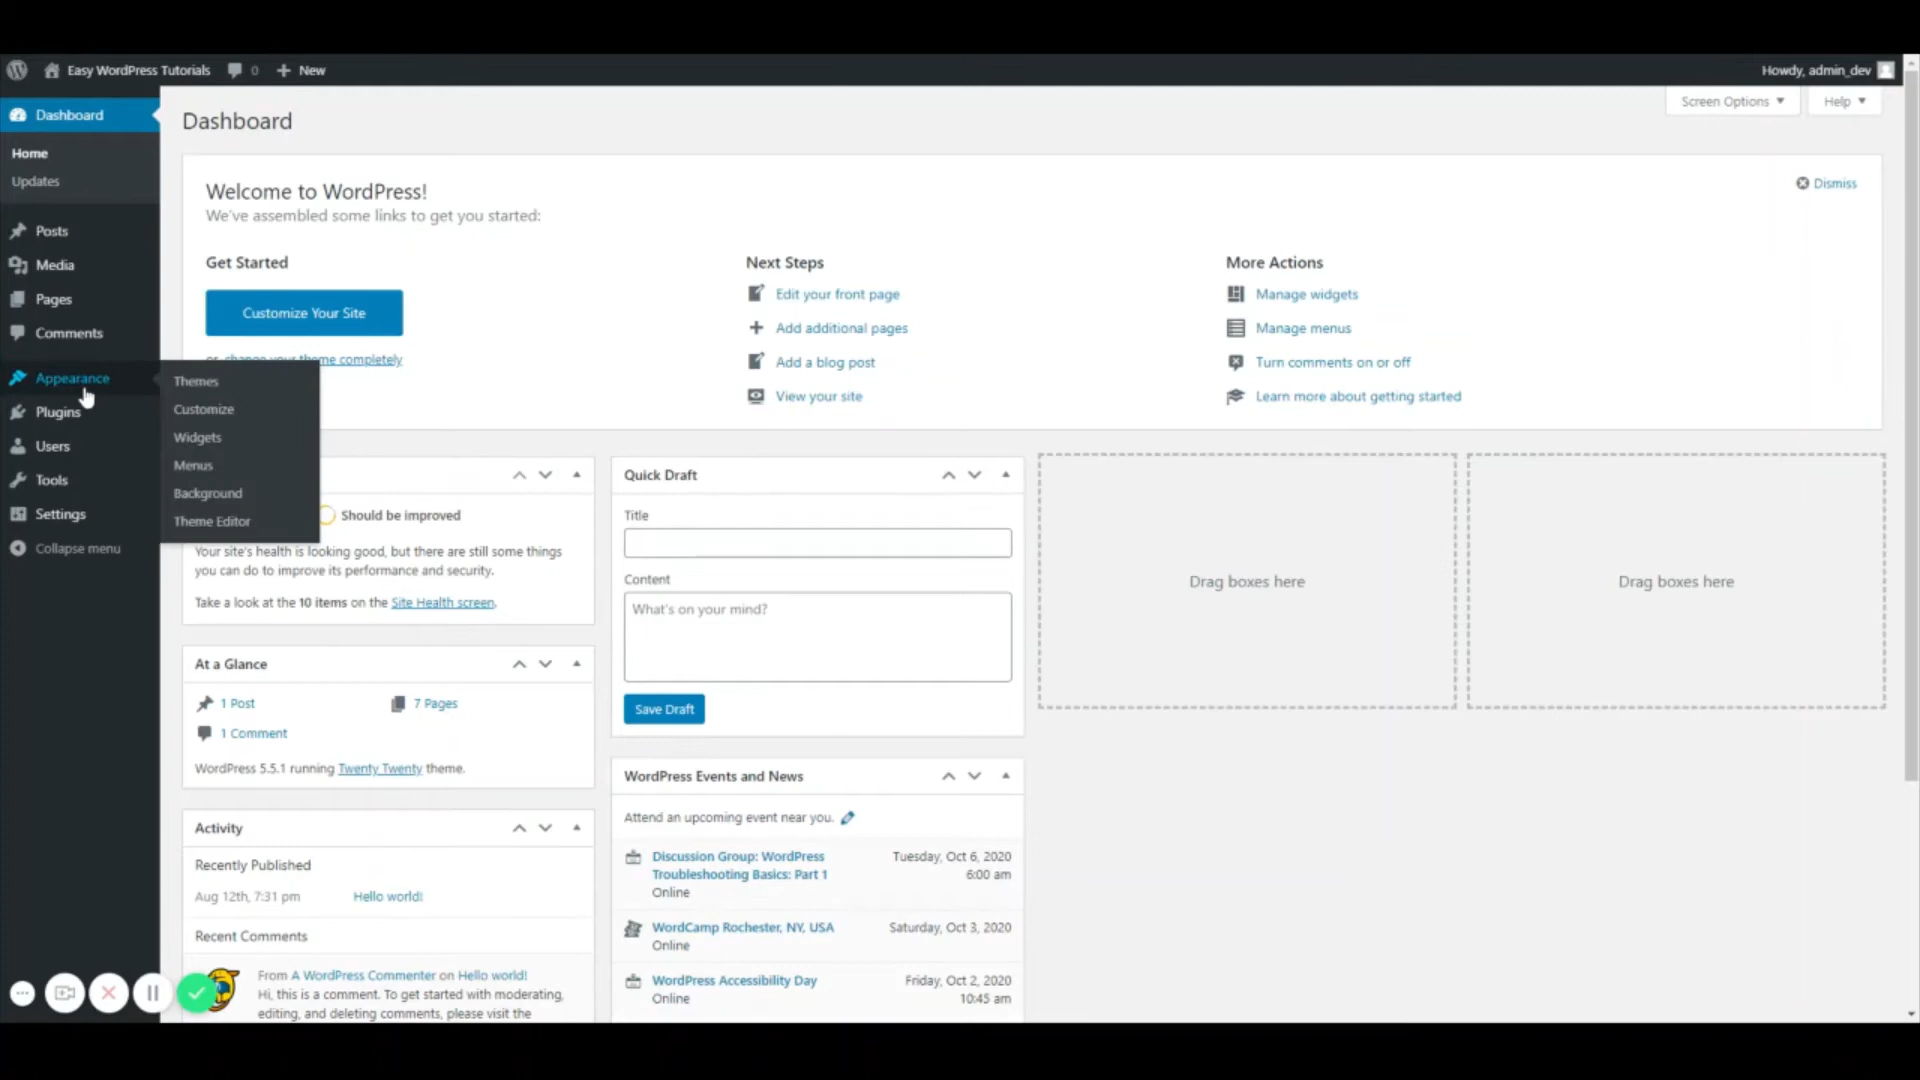 Easy WordPress Tutorials
0
New
Howdy, admin_dev
Dashboard
Home
Updates
Posts
Media
Pages
Comments
Appearance
Plugins
Users
Tools
Settings
Collapse menu
Themes
Customize
Widgets
Menus
Background
Theme Editor
Screen Options
Help
Dashboard
Welcome to WordPress!
We've assembled some links to get you started:
Dismiss
Get Started
Customize Your Site
or, change your theme completely
Next Steps
Edit your front page
Add additional pages
Add a blog post
View your site
More Actions
Manage widgets
Manage menus
Turn comments on or off
Learn more about getting started
Should be improved
Your site's health is looking good, but there are still some things
you can do to improve its performance and security.
Take a look at the 10 items on the Site Health screen.
At a Glance
1 Post
7 Pages
1 Comment
WordPress 5.5.1 running Twenty Twenty theme.
Activity
Recently Published
Aug 12th, 7:31 pm
Hello world!
Recent Comments
From A WordPress Commenter on Hello world!
Hi, this is a comment. To get started with moderating,
editing, and deleting comments, please visit the
Quick Draft
Title
Content
What's on your mind?
Save Draft
WordPress Events and News
Attend an upcoming event near you.
Discussion Group: WordPress
Troubleshooting Basics: Part 1
Online
Tuesday, Oct 6, 2020
6:00 am
WordCamp Rochester, NY, USA
Online
Saturday, Oct 3, 2020
WordPress Accessibility Day
Online
Friday, Oct 2, 2020
10:45 am
Drag boxes here
Drag boxes here